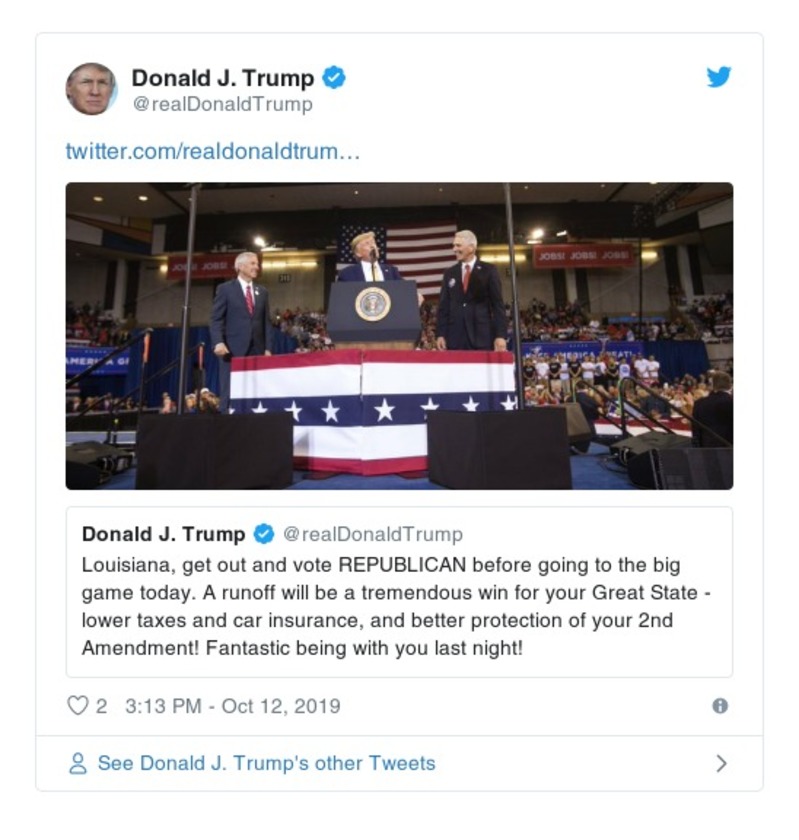 Donald J. Trump
@realDonaldTrump
twitter.com/realdonaldtrum…
JOBS! JOBS!
JOBS! JOBS! JOBS!
AMERICA
AMERICA
Donald J. Trump @realDonaldTrump
Louisiana, get out and vote REPUBLICAN before going to the big
game today. A runoff will be a tremendous win for your Great State -
lower taxes and car insurance, and better protection of your 2nd
Amendment! Fantastic being with you last night!
2 3:13 PM - Oct 12, 2019
See Donald J. Trump's other Tweets